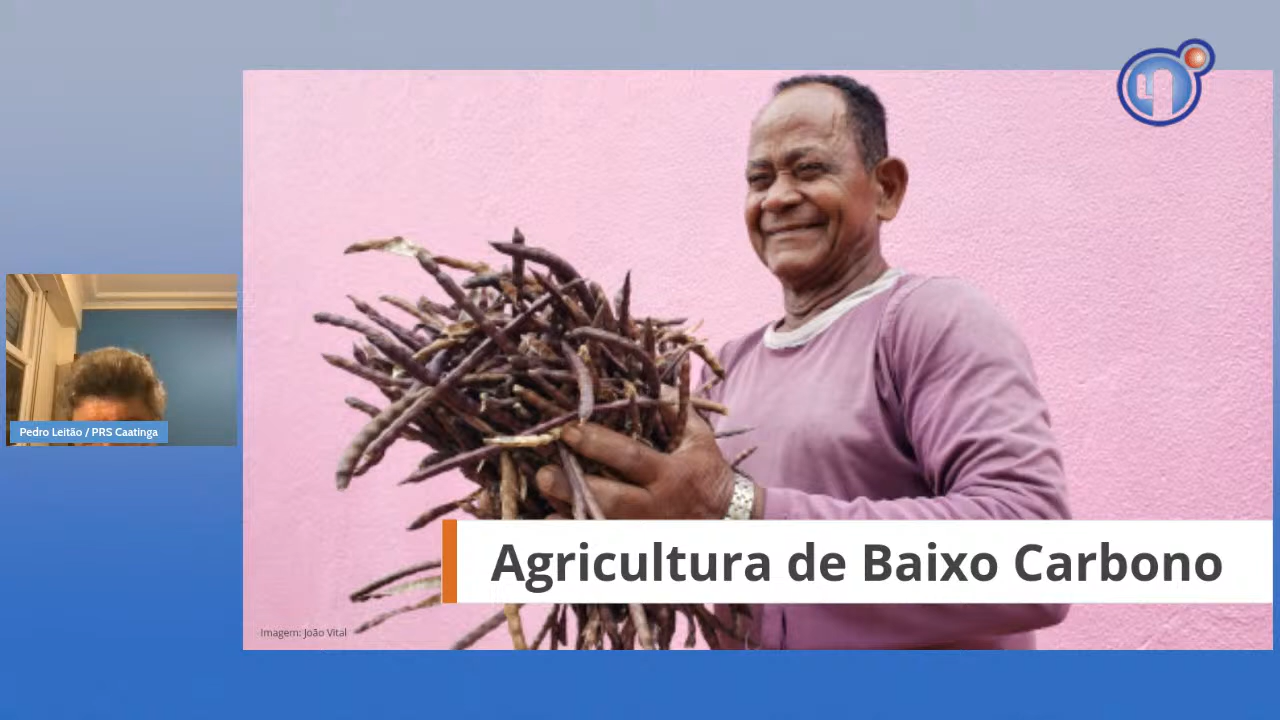 Pedro Leitão / PRS Caatinga
Agricultura de Baixo Carbono
Imagem: João Vital